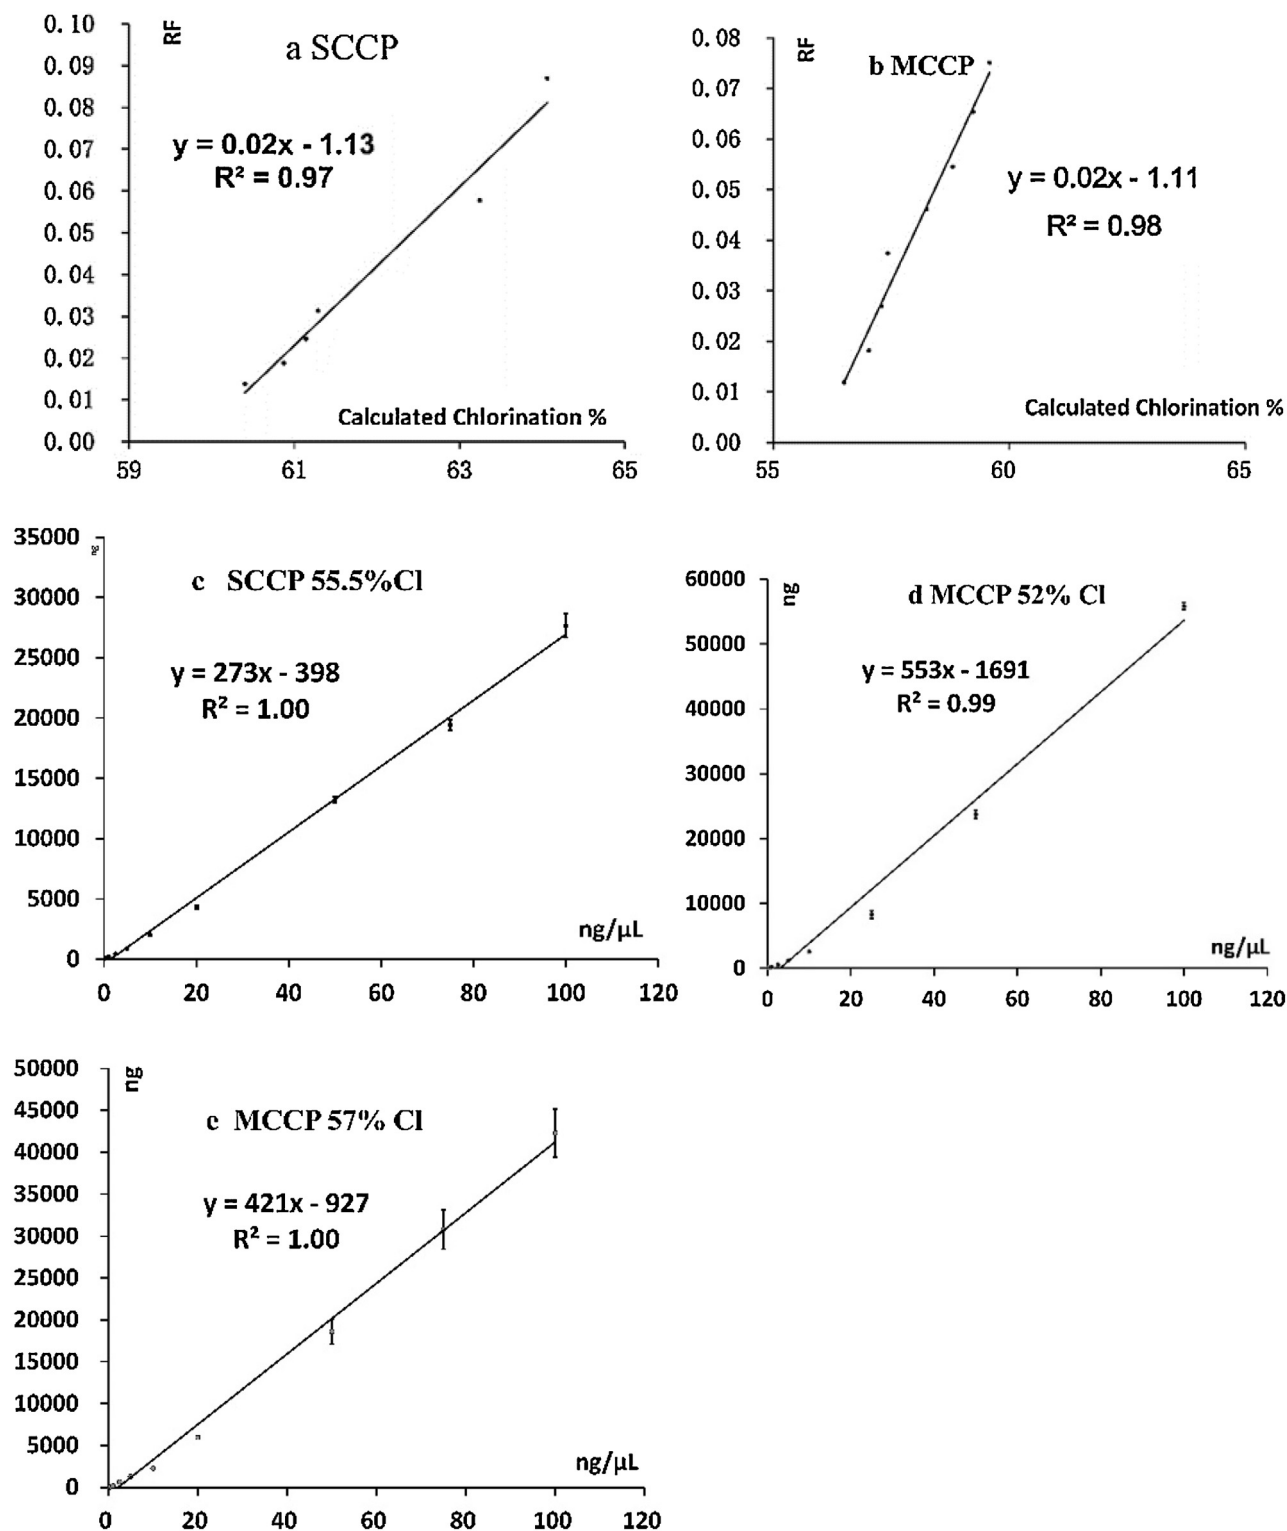 a SCCP
RF
0.10
0.09
0.08
0.07
0.06
0.05
0.04
0.03
0.02
0.01
0.00
y = 0.02x - 1.13
R² = 0.97
Calculated Chlorination %
59 61 63 65
b MCCP
RF
0.08
0.07
0.06
0.05
0.04
0.03
0.02
0.01
0.00
y = 0.02x - 1.11
R² = 0.98
Calculated Chlorination %
55 60 65
c SCCP 55.5%Cl
ng
35000
30000
25000
20000
15000
10000
5000
0
y = 273x - 398
R² = 1.00
ng/µL
0 20 40 60 80 100 120
d MCCP 52% Cl
ng
60000
50000
40000
30000
20000
10000
0
y = 553x - 1691
R² = 0.99
ng/µL
0 20 40 60 80 100 120
e MCCP 57% Cl
ng
50000
45000
40000
35000
30000
25000
20000
15000
10000
5000
0
y = 421x - 927
R² = 1.00
ng/µL
0 20 40 60 80 100 120